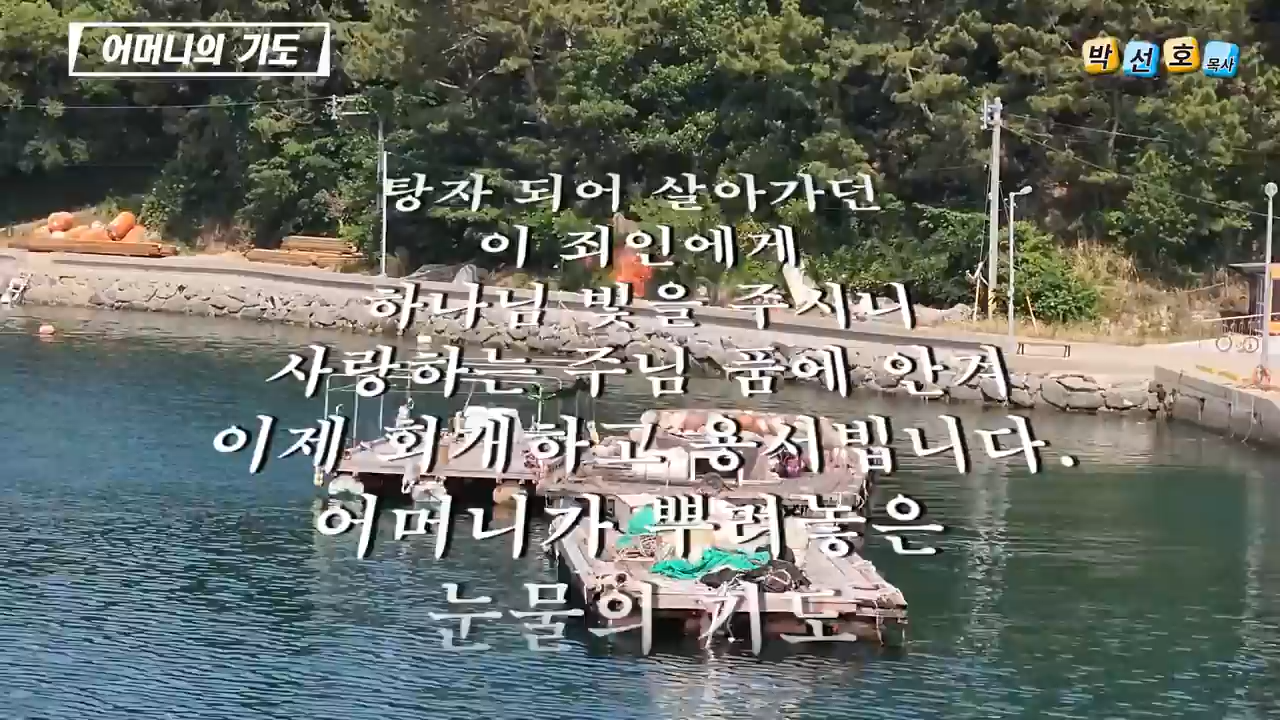 어머니의 기도
박선호 목사
탕자 되어 살아가던
이 죄인에게
하나님 빛을 주시니
사랑하는 주님 품에 안겨
이제 회개하고 용서빕니다.
어머니가 뿌려놓은
눈물의 기도